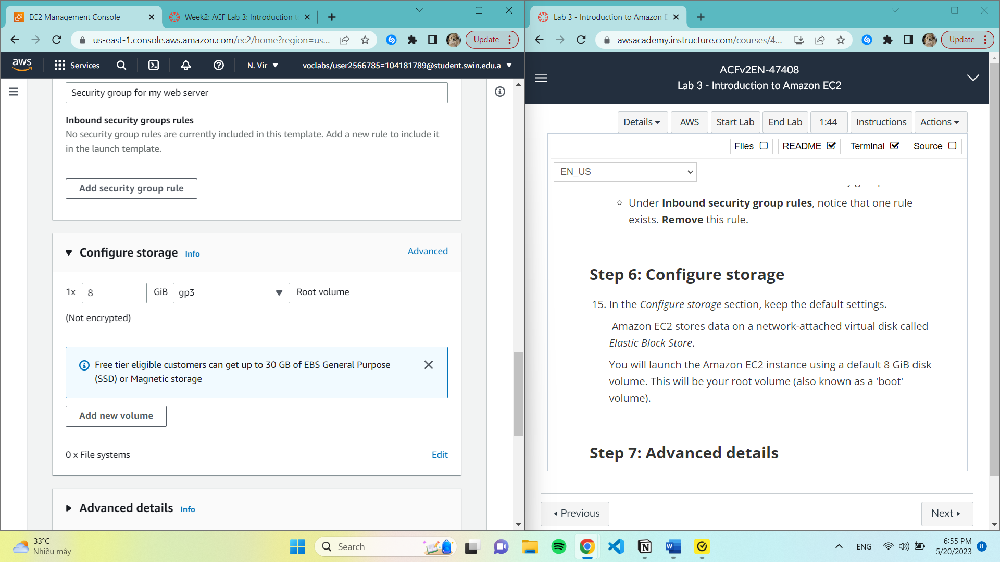 EC2 Management Console
Week2: ACF Lab 3: Introduction t
us-east-1.console.aws.amazon.com/ec2/home?region=us...
Update
aws
Services
N. Vir
voclabs/user2566785=104181789@student.swin.edu.a
Security group for my web server
Inbound security groups rules
No security group rules are currently included in this template. Add a new rule to include it
in the launch template.
Add security group rule
Configure storage Info
Advanced
1x 8 GiB gp3 Root volume
(Not encrypted)
Free tier eligible customers can get up to 30 GB of EBS General Purpose
(SSD) or Magnetic storage
Add new volume
0 x File systems
Edit
Advanced details Info
Lab 3 - Introduction to Amazon E
awsacademy.instructure.com/courses/4...
Update
ACFv2EN-47408
Lab 3 - Introduction to Amazon EC2
Details AWS Start Lab End Lab 1:44 Instructions Actions
Files README Terminal Source
EN_US
Under Inbound security group rules, notice that one rule
exists. Remove this rule.
Step 6: Configure storage
15. In the Configure storage section, keep the default settings.
Amazon EC2 stores data on a network-attached virtual disk called
Elastic Block Store.
You will launch the Amazon EC2 instance using a default 8 GiB disk
volume. This will be your root volume (also known as a 'boot'
volume).
Step 7: Advanced details
Previous
Next
33°C
Nhiều mây
Search
ENG
6:55 PM
5/20/2023
8